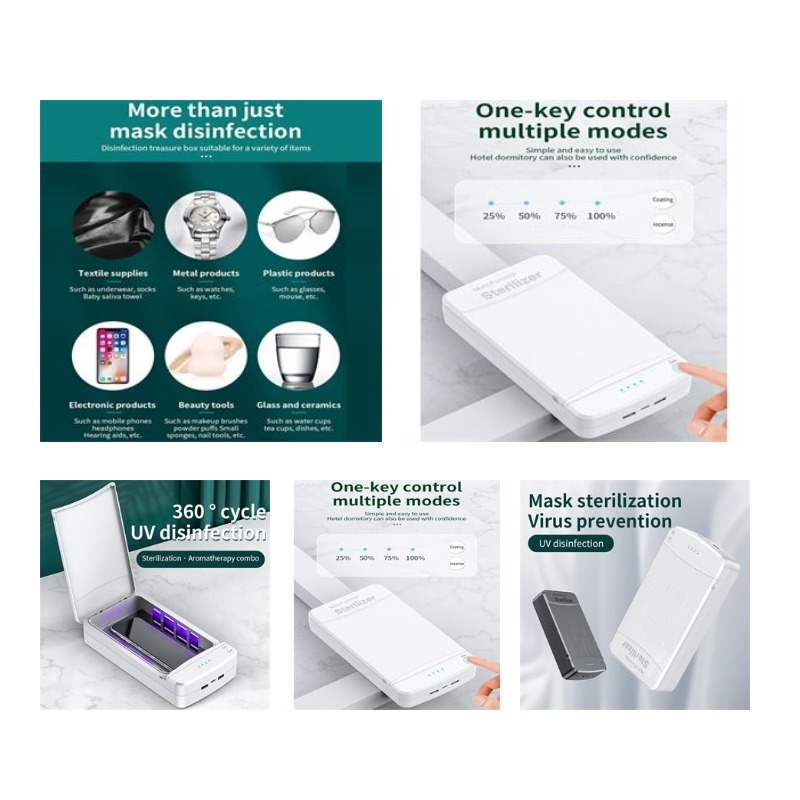 More than just
mask disinfection
Disinfection treasure box suitable for a variety of items
Textile supplies
Such as underwear, socks
Baby saliva towel
Metal products
Such as watches,
keys, etc.
Plastic products
Such as glasses,
mouse, etc.
Electronic products
Such as mobile phones
headphones
Hearing aids, etc.
Beauty tools
Such as makeup brushes
powder puffs Small
sponges, nail tools, etc.
Glass and ceramics
Such as water cups
tea cups, dishes, etc.
One-key control
multiple modes
Simple and easy to use
Hotel dormitory can also be used with confidence
25% 50% 75% 100%
Coating
incense
Multi-Function
Sterilizer
360° cycle
UV disinfection
Sterilization · Aromatherapy combo
One-key control
multiple modes
Simple and easy to use
Hotel dormitory can also be used with confidence
25% 50% 75% 100%
Coating
incense
Multi-Function
Sterilizer
Mask sterilization
Virus prevention
UV disinfection
Sterilizer